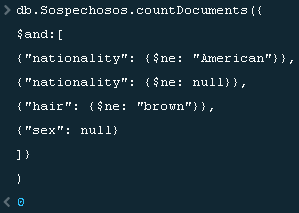 > db.Sospechosos.countDocuments({
$and:[
{"nationality": {$ne: "American"}},
{"nationality": {$ne: null}},
{"hair": {$ne: "brown"}},
{"sex": null}
]}
)
< 0